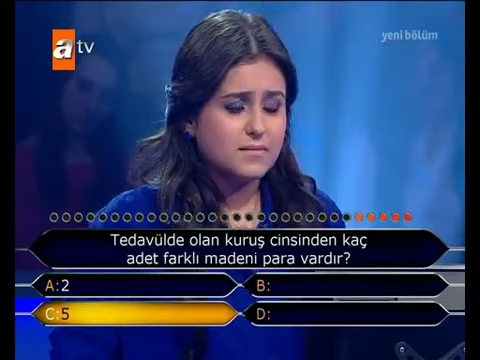 atv
yeni bölüm
Tedavülde olan kuruş cinsinden kaç
adet farklı madeni para vardır?
A:2
B:
C:5
D: